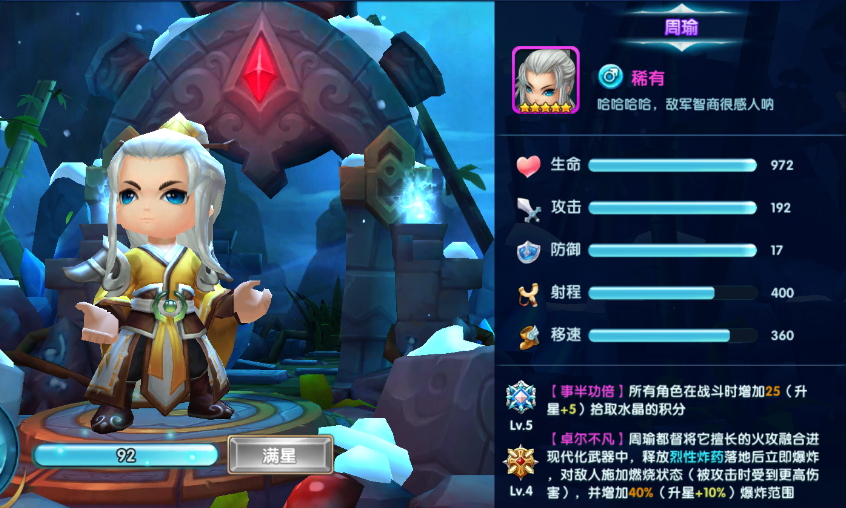 周瑜
稀有
哈哈哈哈，敌军智商很感人呐
生命 972
攻击 192
防御 17
射程 400
移速 360
【事半功倍】所有角色在战斗时增加25（升
星+5）拾取水晶的积分
Lv.5
【卓尔不凡】周瑜都督将它擅长的火攻融合进
现代化武器中，释放烈性炸药落地后立即爆炸
，对敌人施加燃烧状态（被攻击时受到更高伤
害），并增加40%（升星+10%）爆炸范围
Lv.4
92
满星